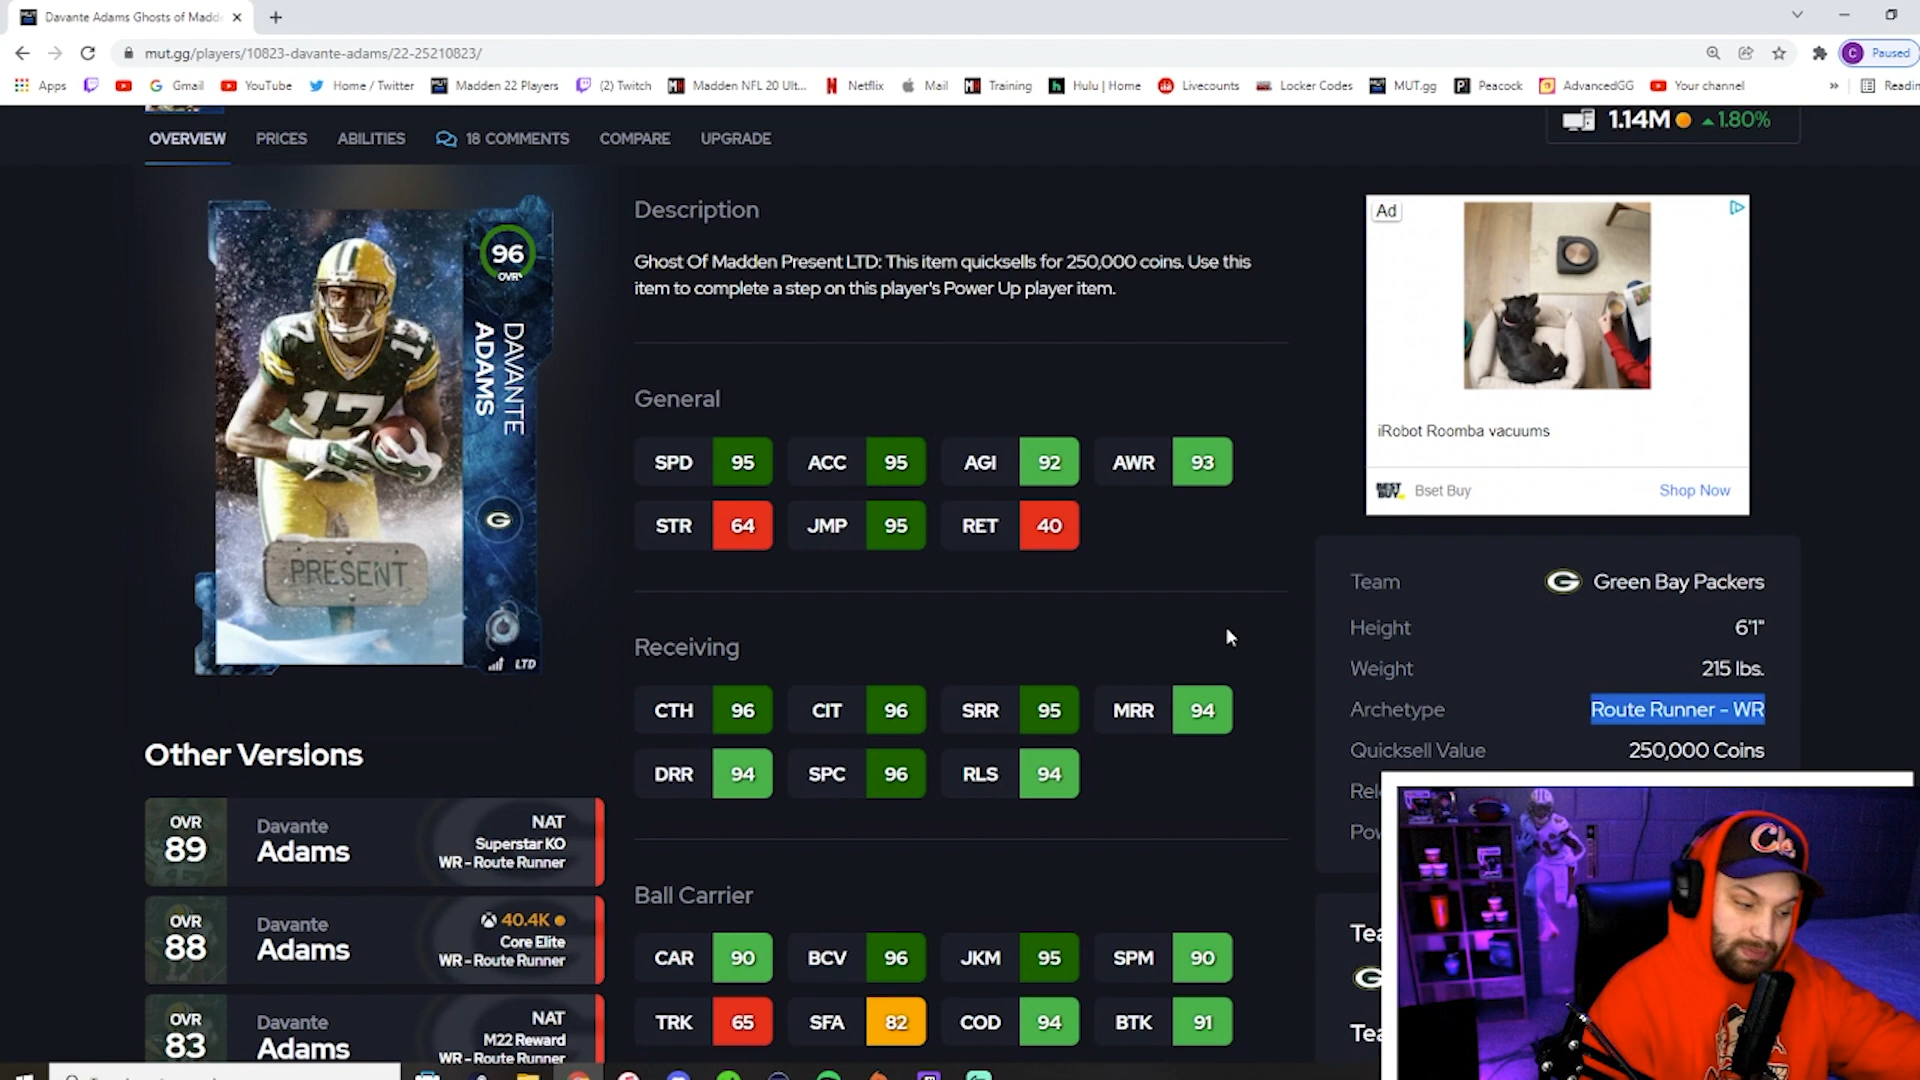 Davante Adams Ghosts of Madd
mut.gg/players/10823-davante-adams/22-25210823/
C Paused
Apps Gmail YouTube Home / Twitter Madden 22 Players (2) Twitch Madden NFL 20 Ult... Netflix Mail Training Hulu | Home Livecounts Locker Codes MUT.gg Peacock AdvancedGG Your channel » Readin
OVERVIEW PRICES ABILITIES 18 COMMENTS COMPARE UPGRADE
1.14M 1.80%
96
OVR
DAVANTE
ADAMS
17
17
G
PRESENT
LTD
Description
Ghost Of Madden Present LTD: This item quicksells for 250,000 coins. Use this
item to complete a step on this player's Power Up player item.
General
SPD 95 ACC 95 AGI 92 AWR 93
STR 64 JMP 95 RET 40
Receiving
CTH 96 CIT 96 SRR 95 MRR 94
DRR 94 SPC 96 RLS 94
Ball Carrier
CAR 90 BCV 96 JKM 95 SPM 90
TRK 65 SFA 82 COD 94 BTK 91
Other Versions
OVR 89 Davante Adams NAT Superstar KO WR - Route Runner
OVR 88 Davante Adams 40.4K Core Elite WR - Route Runner
OVR 83 Davante Adams NAT M22 Reward WR - Route Runner
Ad
iRobot Roomba vacuums
BEST BUY Bset Buy Shop Now
Team G Green Bay Packers
Height 6'1"
Weight 215 lbs.
Archetype Route Runner - WR
Quicksell Value 250,000 Coins
Rel
Pow
Tea
G
Tea